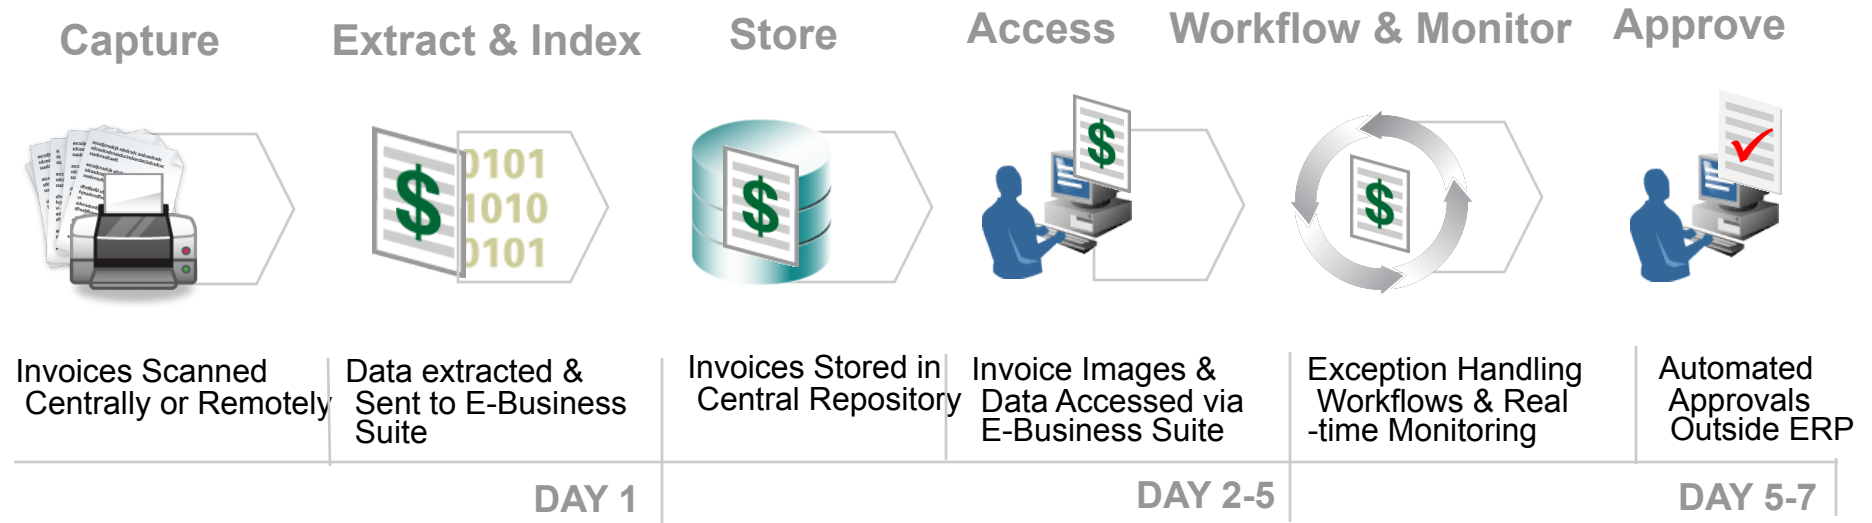 Capture
Extract & Index
Store
Access
Workflow & Monitor
Approve
0101
1010
0101
$
$
$
$
Invoices Scanned
Centrally or Remotely
Data extracted &
Sent to E-Business
Suite
Invoices Stored in
Central Repository
Invoice Images &
Data Accessed via
E-Business Suite
Exception Handling
Workflows & Real
-time Monitoring
Automated
Approvals
Outside ERP
DAY 1
DAY 2-5
DAY 5-7